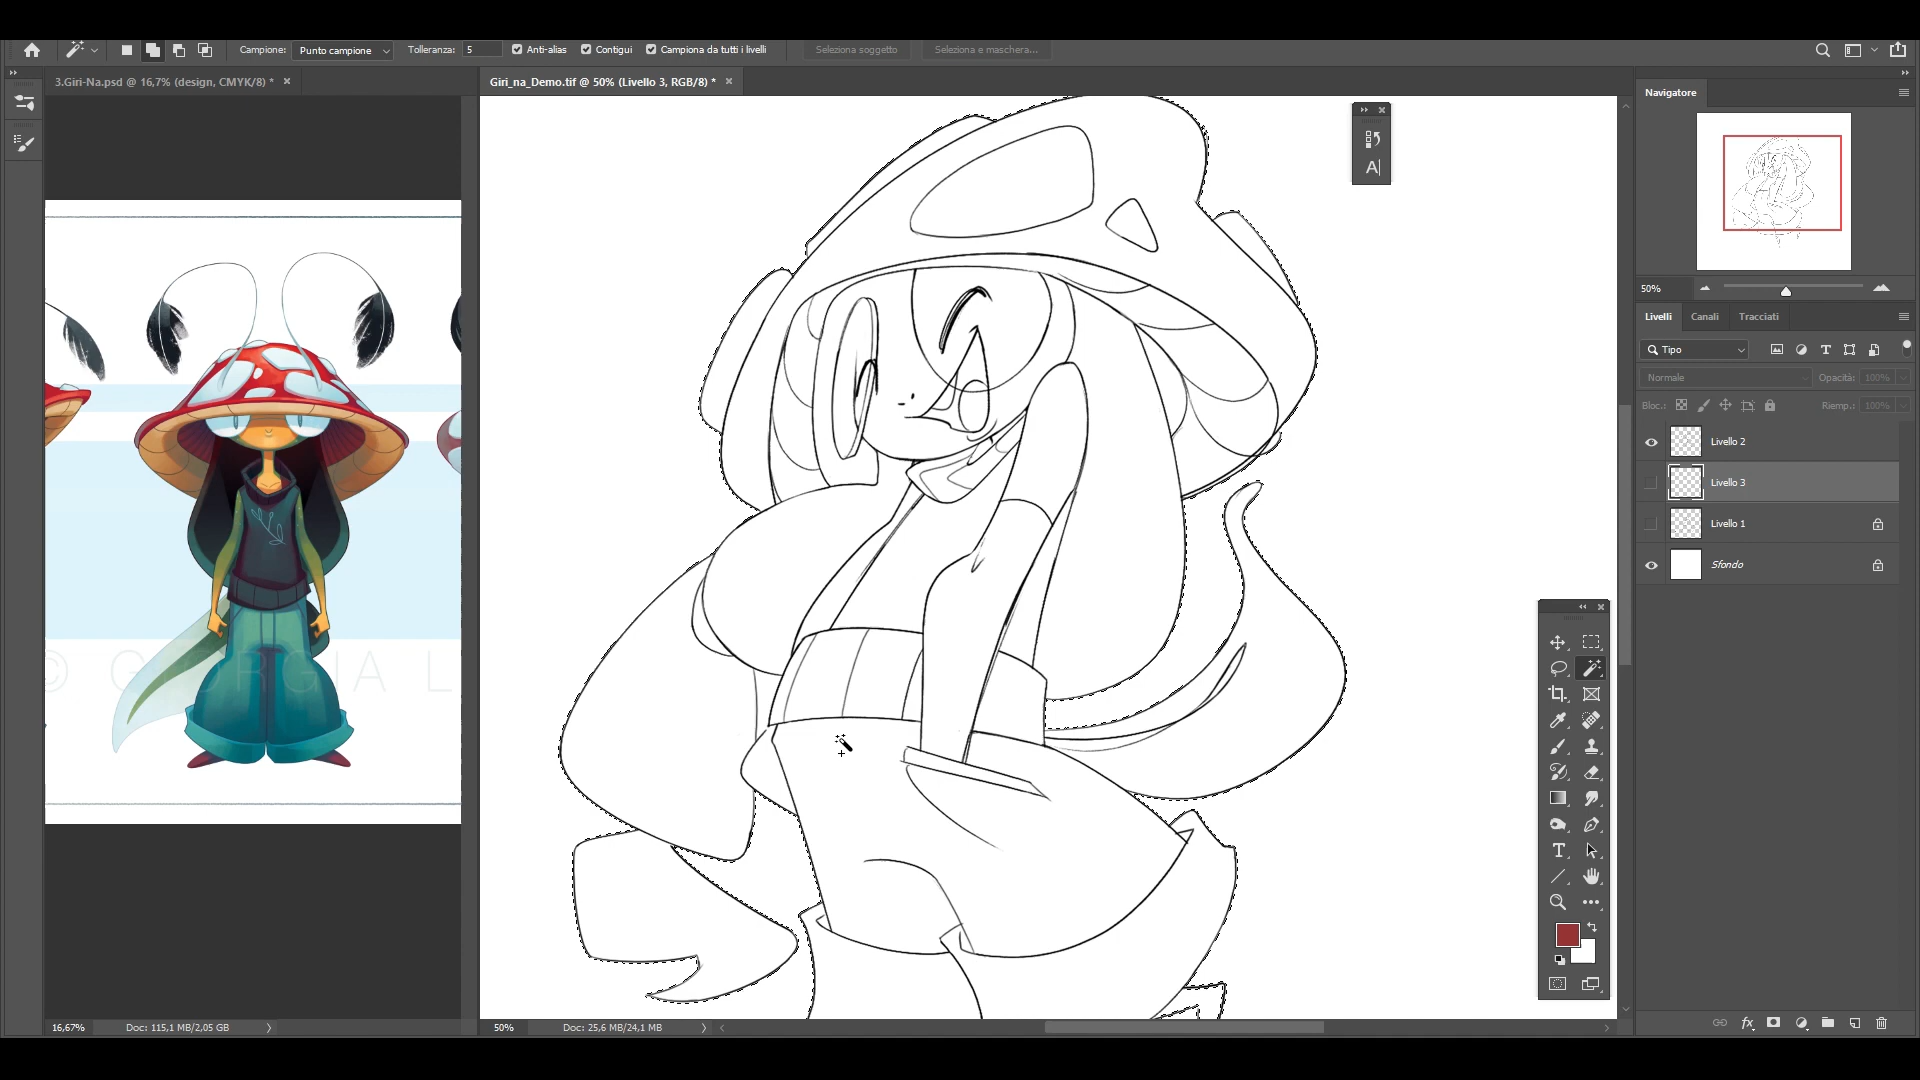 Campione: Punto campione Tolleranza: 5 Anti-alias Contigui Campiona da tutti i livelli Seleziona soggetto Seleziona e maschera...
3.Giri-Na.psd @ 16,7% (design, CMYK/8) *
Giri_na_Demo.tif @ 50% (Livello 3, RGB/8) *
Navigatore
A
50%
Livelli Canali Tracciati
Tipo
Normale Opacità: 100%
Bloc.: Riemp.: 100%
Livello 2
Livello 3
Livello 1
Sfondo
© GIORGIA L
16,67% Doc: 115,1 MB/2,05 GB
50% Doc: 25,6 MB/24,1 MB